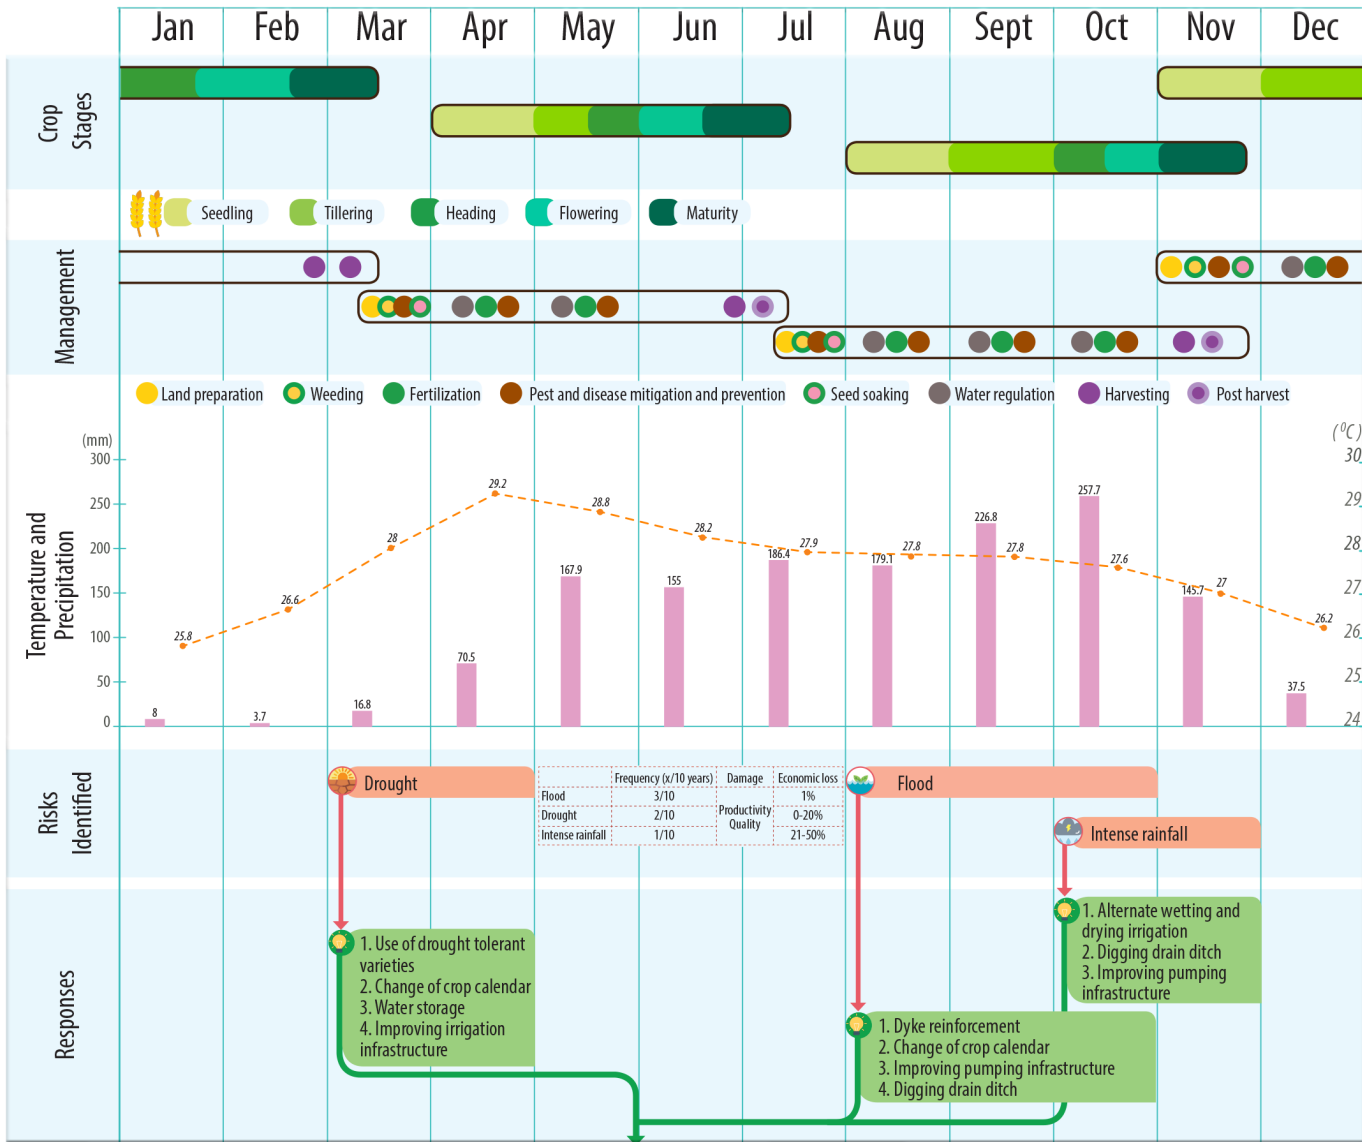 Jan Feb Mar Apr May Jun Jul Aug Sept Oct Nov Dec
Crop
Stages
Seedling Tillering Heading Flowering Maturity
Management
Land preparation Weeding Fertilization Pest and disease mitigation and prevention Seed soaking Water regulation Harvesting Post harvest
Temperature and
Precipitation
(mm)
300
250
200
150
100
50
0
(⁰C)
30
29
28
27
26
25
24
25.8 26.6 28 29.2 28.8 28.2 27.9 27.8 27.8 27.6 27 26.2
8 3.7 16.8 70.5 167.9 155 186.4 179.1 226.8 257.7 145.7 37.5
Risks
Identified
Drought
Frequency (x/10 years) Damage Economic loss
Flood 3/10 1%
Drought 2/10 0-20%
Productivity
Quality
Intense rainfall 1/10 21-50%
Flood
Intense rainfall
Responses
1. Use of drought tolerant
varieties
2. Change of crop calendar
3. Water storage
4. Improving irrigation
infrastructure
1. Dyke reinforcement
2. Change of crop calendar
3. Improving pumping infrastructure
4. Digging drain ditch
1. Alternate wetting and
drying irrigation
2. Digging drain ditch
3. Improving pumping
infrastructure